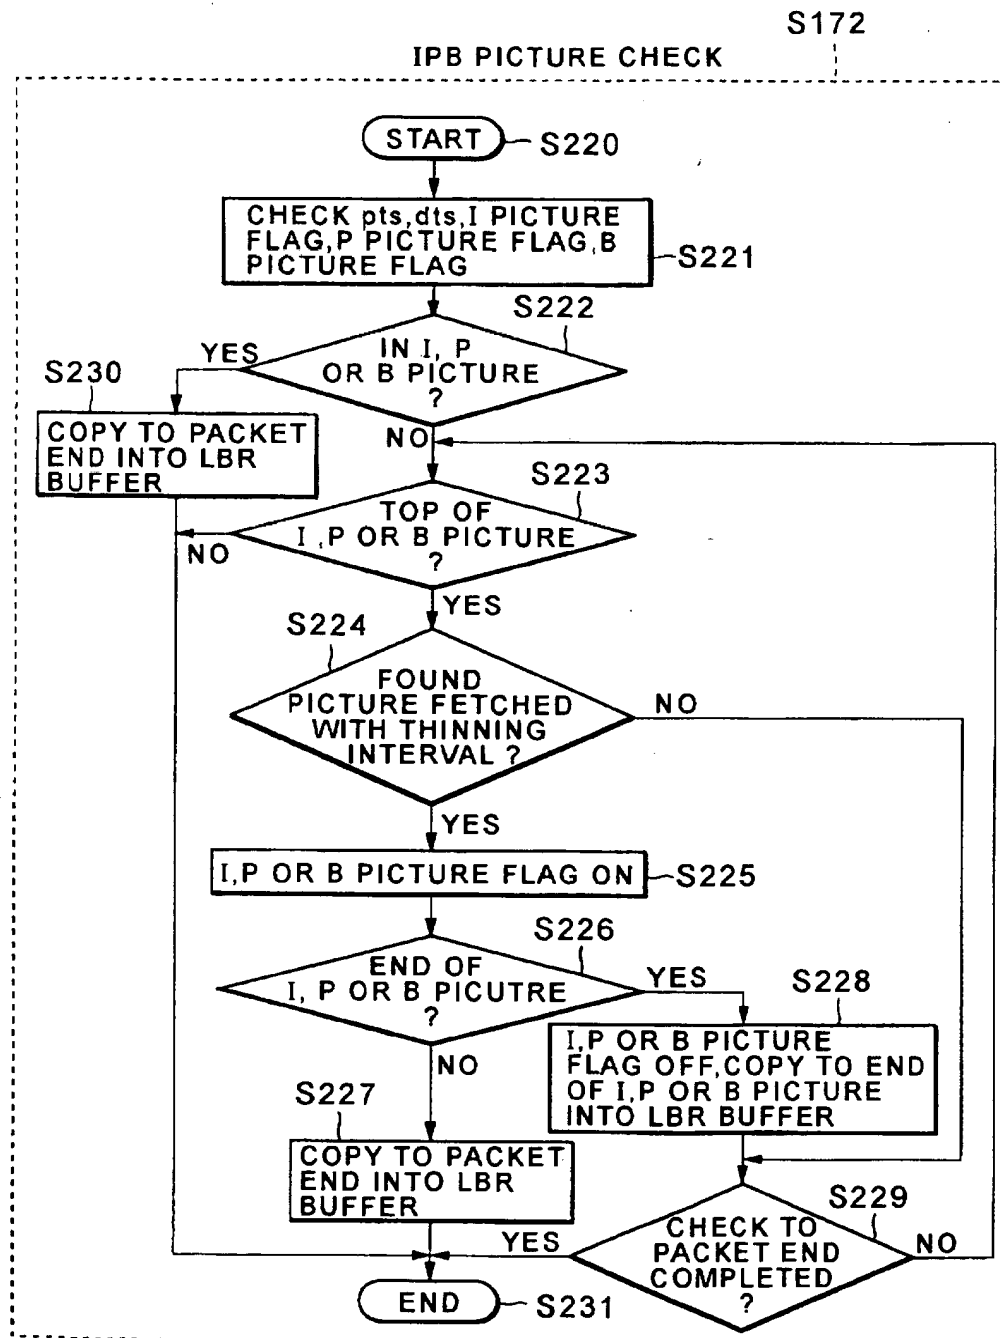 S172
IPB PICTURE CHECK
START
S220
CHECK pts,dts,I PICTURE
FLAG,P PICTURE FLAG,B
PICTURE FLAG
S221
S222
IN I, P
OR B PICTURE
?
YES
S230
COPY TO PACKET
END INTO LBR
BUFFER
NO
S223
TOP OF
I ,P OR B PICTURE
?
NO
YES
S224
FOUND
PICTURE FETCHED
WITH THINNING
INTERVAL ?
NO
YES
I,P OR B PICTURE FLAG ON
S225
S226
END OF
I, P OR B PICUTRE
?
YES
S228
I,P OR B PICTURE
FLAG OFF,COPY TO END
OF I,P OR B PICTURE
INTO LBR BUFFER
NO
S227
COPY TO PACKET
END INTO LBR
BUFFER
S229
CHECK TO
PACKET END
COMPLETED
?
YES
NO
END
S231